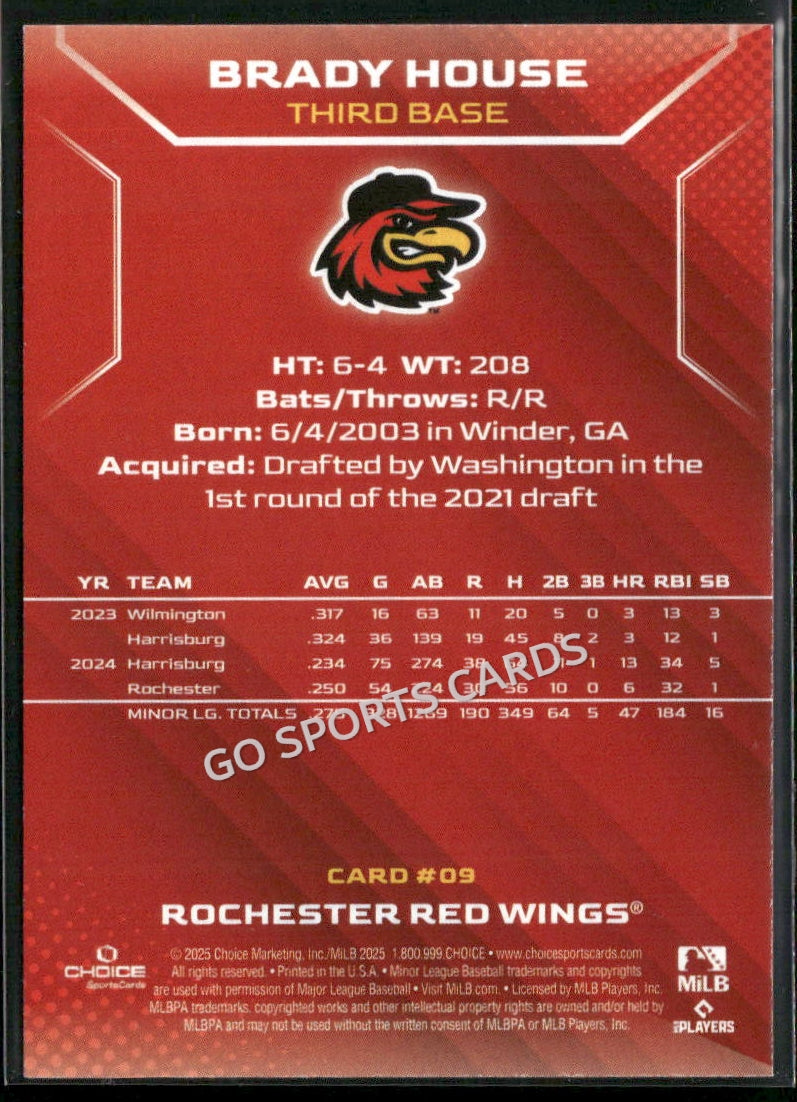 BRADY HOUSE
THIRD BASE
TM
HT: 6-4 WT: 208
Bats/Throws: R/R
Born: 6/4/2003 in Winder, GA
Acquired: Drafted by Washington in the
1st round of the 2021 draft
YR TEAM AVG G AB R H 2B 3B HR RBI SB
2023 Wilmington .317 16 63 11 20 5 0 3 13 3
Harrisburg .324 36 139 19 45 8 2 3 12 1
2024 Harrisburg .234 75 274 38 1 13 34 5
Rochester .250 54 224 30 56 10 0 6 32 1
MINOR LG. TOTALS .275 328 1269 190 349 64 5 47 184 16
GO SPORTS CARDS
CARD #09
ROCHESTER RED WINGS®
CHOICE
SportsCards
© 2025 Choice Marketing, Inc./MiLB 2025 1.800.999.CHOICE • www.choicesportscards.com
All rights reserved. • Printed in the U.S.A. • Minor League Baseball trademarks and copyrights
are used with permission of Major League Baseball • Visit MiLB.com. • Licensed by MLB Players, Inc.
MLBPA trademarks, copyrighted works and other intellectual property rights are owned and/or held by
MLBPA and may not be used without the written consent of MLBPA or MLB Players, Inc.
MiLB
MLB PLAYERS